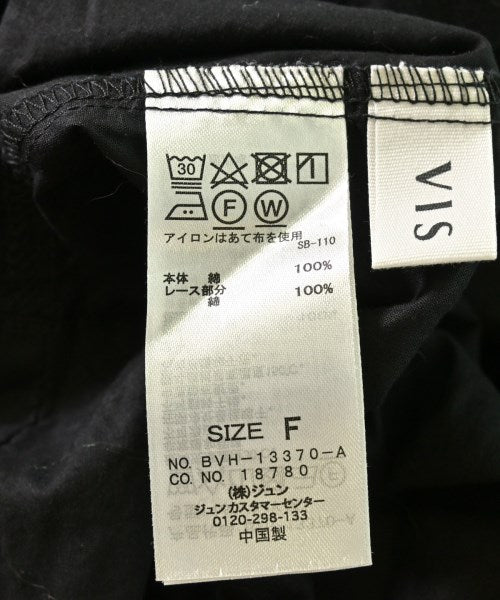 30
F W
アイロンはあて布を使用
SB-110
本体 綿 100%
レース部分 100%
綿
SIZE F
NO. BVH-13370-A
CO. NO. 18780
(株)ジュン
ジュンカスタマーセンター
0120-298-133
中国製
VIS